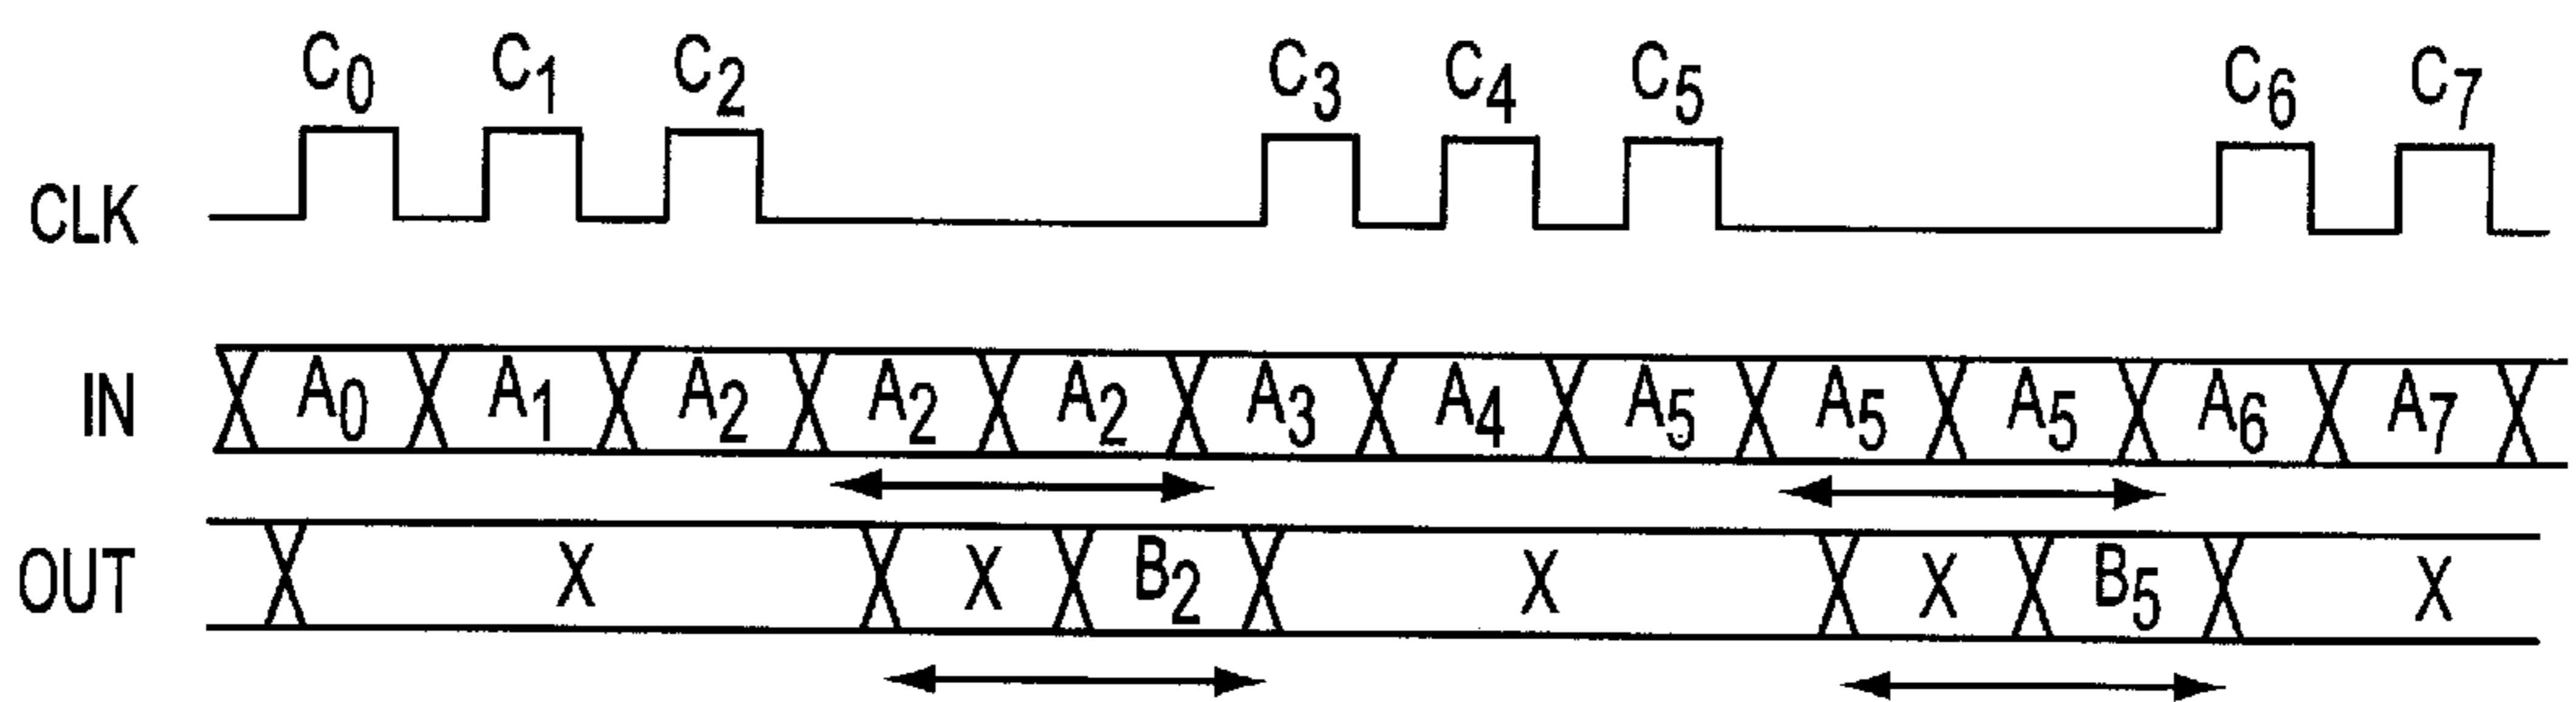 C0 C1 C2 C3 C4 C5 C6 C7
CLK
IN A0 A1 A2 A2 A2 A3 A4 A5 A5 A5 A6 A7
OUT X X B2 X X B5 X